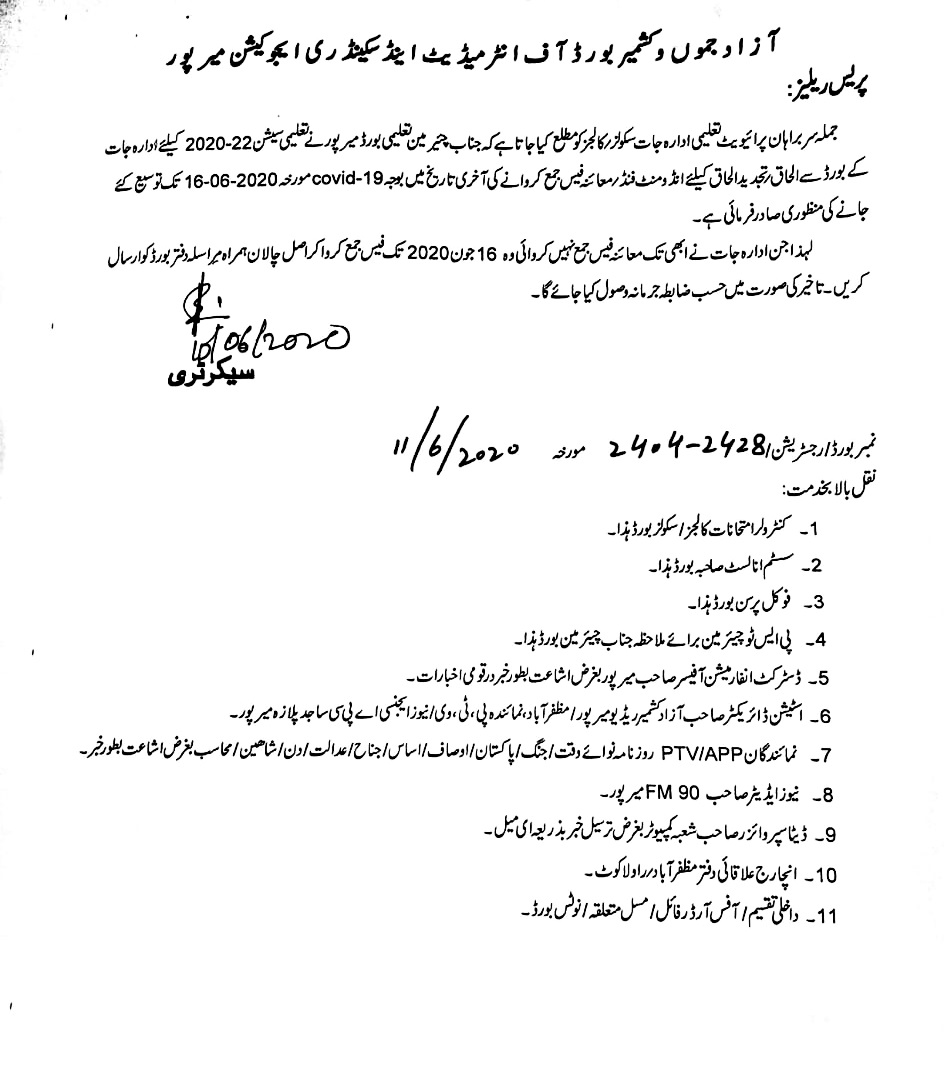 آزاد جموں و کشمیر بورڈ آف انٹرمیڈیٹ اینڈ سکینڈری ایجوکیشن میرپور
پریس ریلیز:
جملہ سربراہان پرائیویٹ تعلیمی ادارہ جات سکولز/کالجز کو مطلع کیا جاتا ہے کہ جناب چیئرمین تعلیمی بورڈ میرپور نے تعلیمی سیشن 22-2020 کیلئے ادارہ جات
کے بورڈ سے الحاق/تجدید الحاق کیلئے انڈومنٹ فنڈ/معائنہ فیس جمع کروانے کی آخری تاریخ میں بوجہ covid-19 مورخہ 16-06-2020 تک توسیع کئے
جانے کی منظوری صادر فرمائی ہے۔
لہذا جن ادارہ جات نے ابھی تک معائنہ فیس جمع نہیں کروائی وہ 16 جون 2020 تک فیس جمع کروا کر اصل چالان ہمراہ مراسلہ دفتر بورڈ کو ارسال
کریں۔ تاخیر کی صورت میں حسب ضابطہ جرمانہ وصول کیا جائے گا۔
10/06/2020
سیکرٹری
نمبر بورڈ/رجسٹریشن/2404-2428 مورخہ 11/6/2020
نقل بالا بخدمت:
1۔ کنٹرولر امتحانات کالجز/سکولز بورڈ ہذا۔
2۔ سسٹم انالسٹ صاحبہ بورڈ ہذا۔
3۔ فوکل پرسن بورڈ ہذا۔
4۔ پی ایس ٹو چیئرمین برائے ملاحظہ جناب چیئرمین بورڈ ہذا۔
5۔ ڈسٹرکٹ انفارمیشن آفیسر صاحب میرپور بغرض اشاعت بطور خبر در قومی اخبارات۔
6۔ اسٹیشن ڈائریکٹر صاحب آزاد کشمیر ریڈیو میرپور/مظفرآباد، نمائندہ پی، ٹی، وی/نیوز ایجنسی اے پی سی ساجد پلازہ میرپور۔
7۔ نمائندگان PTV/APP روزنامہ نوائے وقت/جنگ/پاکستان/اوصاف/اساس/جناح/عدالت/دن/شاھین/محاسب بغرض اشاعت بطور خبر۔
8۔ نیوز ایڈیٹر صاحب FM 90 میرپور۔
9۔ ڈیٹا سپروائزر صاحب شعبہ کمپیوٹر بغرض ترسیل خبر بذریعہ ای میل۔
10۔ انچارج علاقائی دفتر مظفرآباد/راولاکوٹ۔
11۔ داخلی تقسیم/آفس آرڈر فائل/مسل متعلقہ/نوٹس بورڈ۔